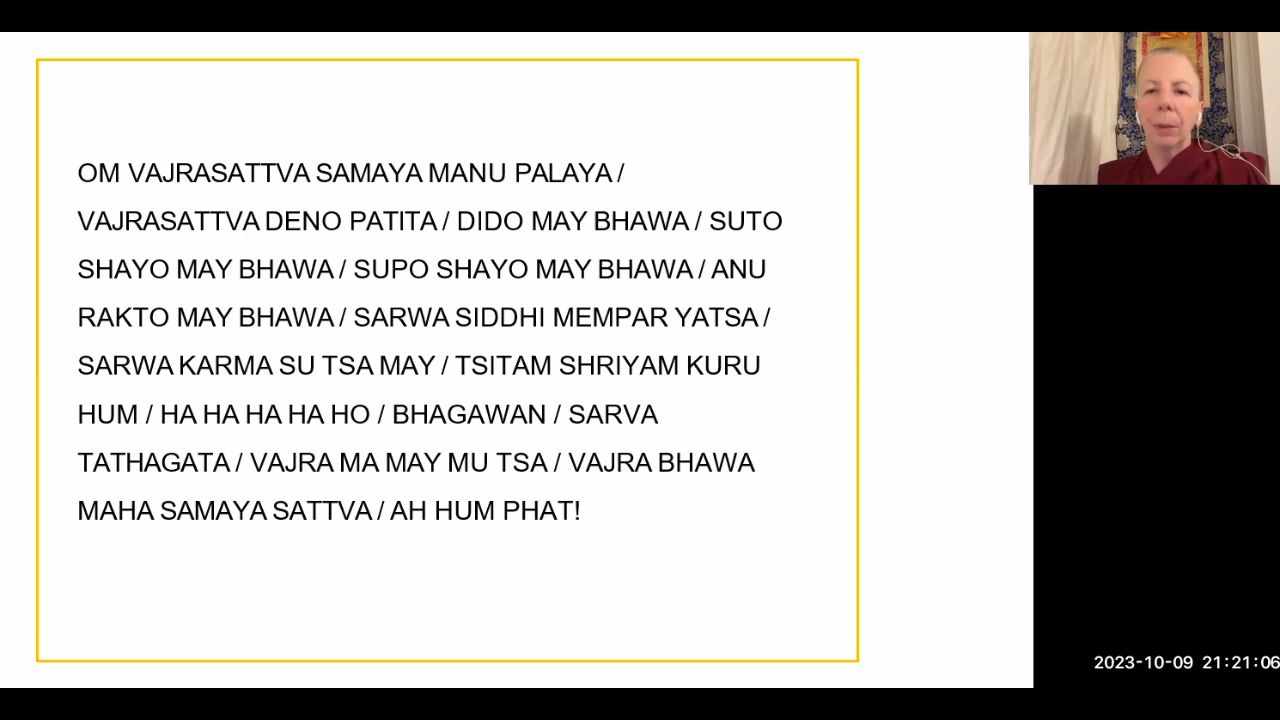 OM VAJRASATTVA SAMAYA MANU PALAYA /
VAJRASATTVA DENO PATITA / DIDO MAY BHAWA / SUTO
SHAYO MAY BHAWA / SUPO SHAYO MAY BHAWA / ANU
RAKTO MAY BHAWA / SARWA SIDDHI MEMPAR YATSA /
SARWA KARMA SU TSA MAY / TSITAM SHRIYAM KURU
HUM / HA HA HA HA HO / BHAGAWAN / SARVA
TATHAGATA / VAJRA MA MAY MU TSA / VAJRA BHAWA
MAHA SAMAYA SATTVA / AH HUM PHAT!
2023-10-09 21:21:06